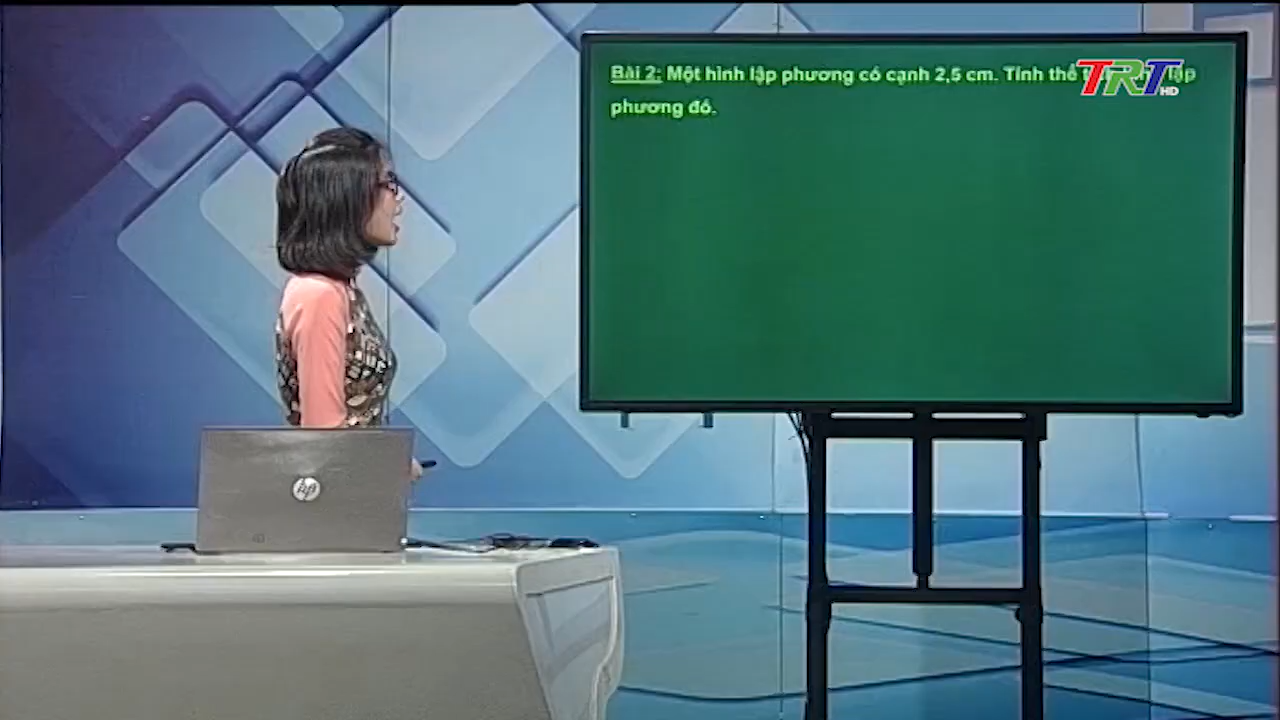 Bài 2: Một hình lập phương có cạnh 2,5 cm. Tính thể lập
phương đó.
TRT HD
hp